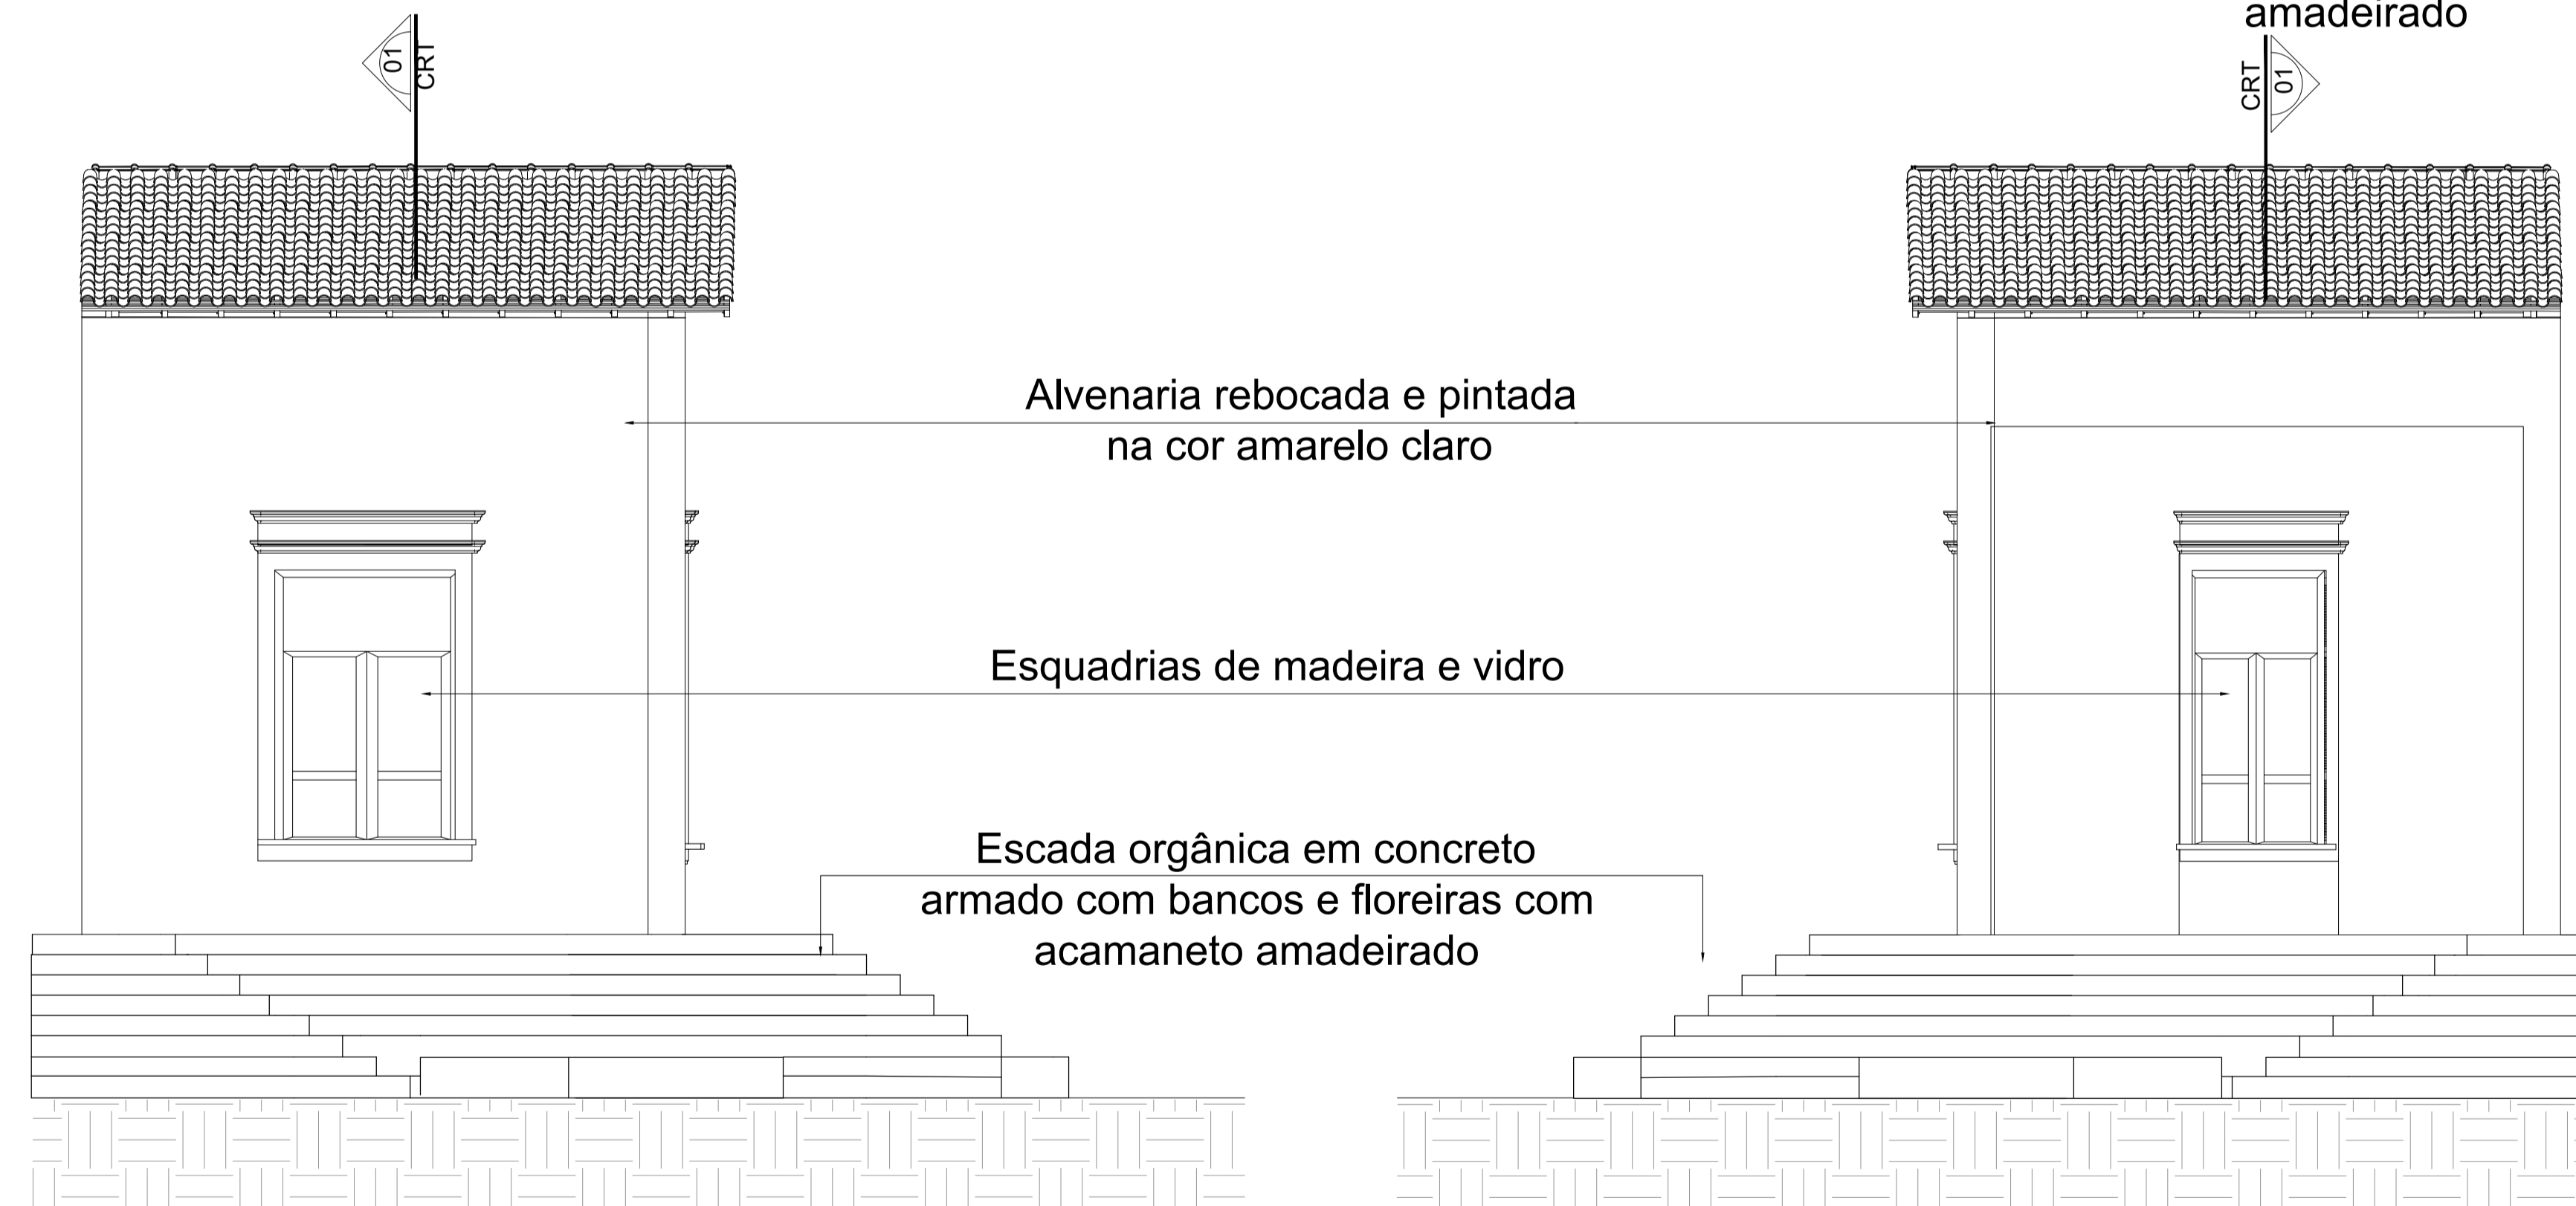 amadeirado
01
CRT
CRT
01
Alvenaria rebocada e pintada
na cor amarelo claro
Esquadrias de madeira e vidro
Escada orgânica em concreto
armado com bancos e floreiras com
acamaneto amadeirado